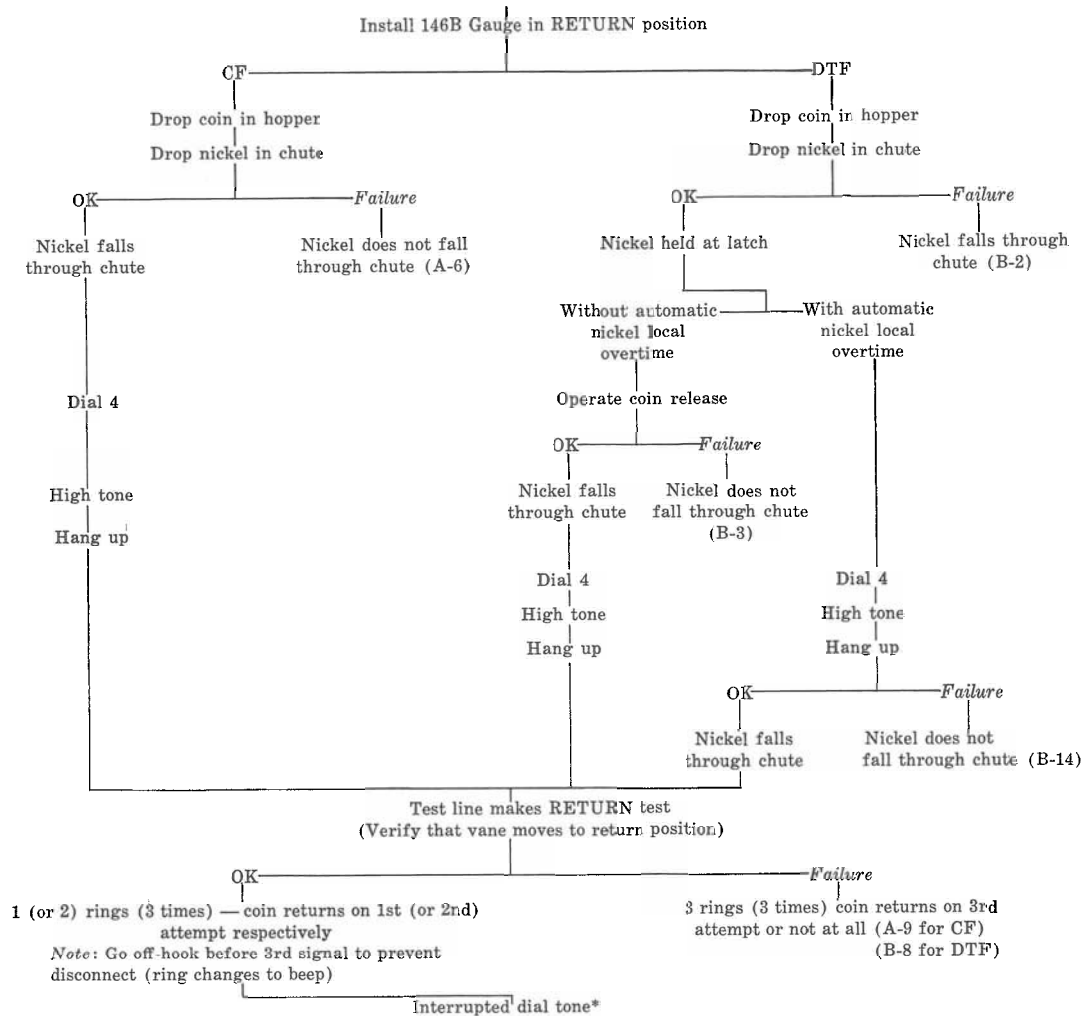 Install 146B Gauge in RETURN position
CF
DTF
Drop coin in hopper
Drop nickel in chute
Drop coin in hopper
Drop nickel in chute
OK
Failure
OK
Failure
Nickel falls
through chute
Nickel does not fall
through chute (A-6)
Nickel held at latch
Nickel falls through
chute (B-2)
Without automatic
nickel local
overtime
With automatic
nickel local
overtime
Dial 4
Operate coin release
OK
Failure
High tone
Hang up
Nickel falls
through chute
Nickel does not
fall through chute
(B-3)
Dial 4
High tone
Hang up
Dial 4
High tone
Hang up
OK
Failure
Nickel falls
through chute
Nickel does not
fall through chute (B-14)
Test line makes RETURN test
(Verify that vane moves to return position)
OK
Failure
1 (or 2) rings (3 times) — coin returns on 1st (or 2nd)
attempt respectively
Note: Go off-hook before 3rd signal to prevent
disconnect (ring changes to beep)
3 rings (3 times) coin returns on 3rd
attempt or not at all (A-9 for CF)
(B-8 for DTF)
Interrupted dial tone*